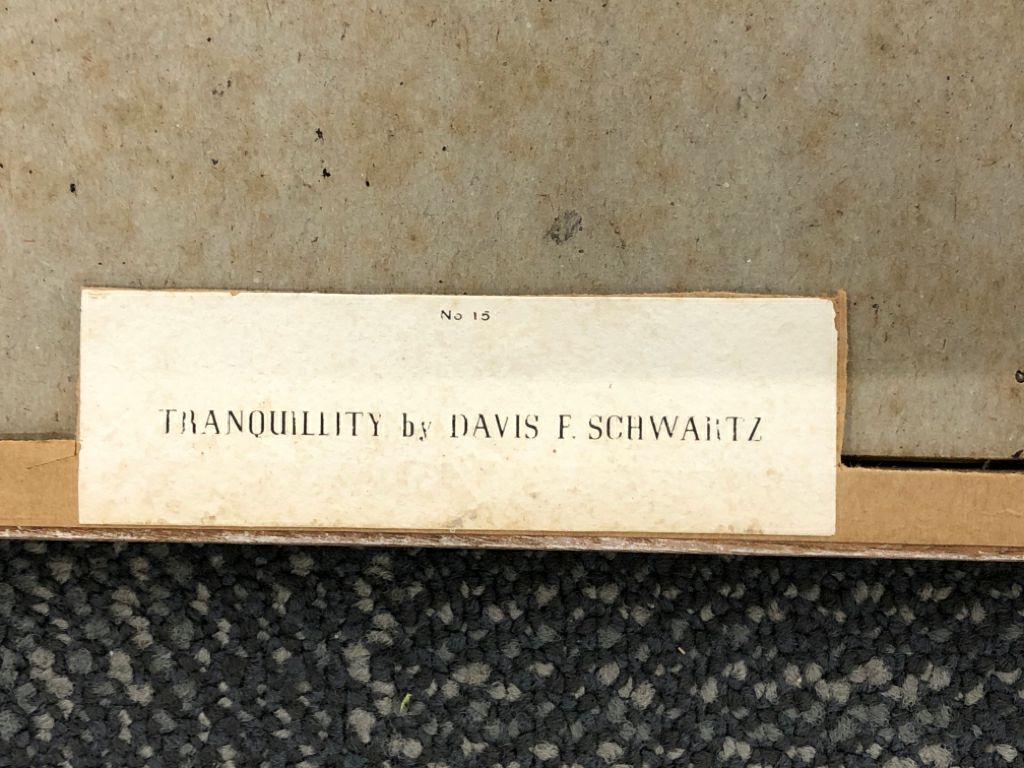 No 15
TRANQUILLITY by DAVIS F. SCHWARTZ